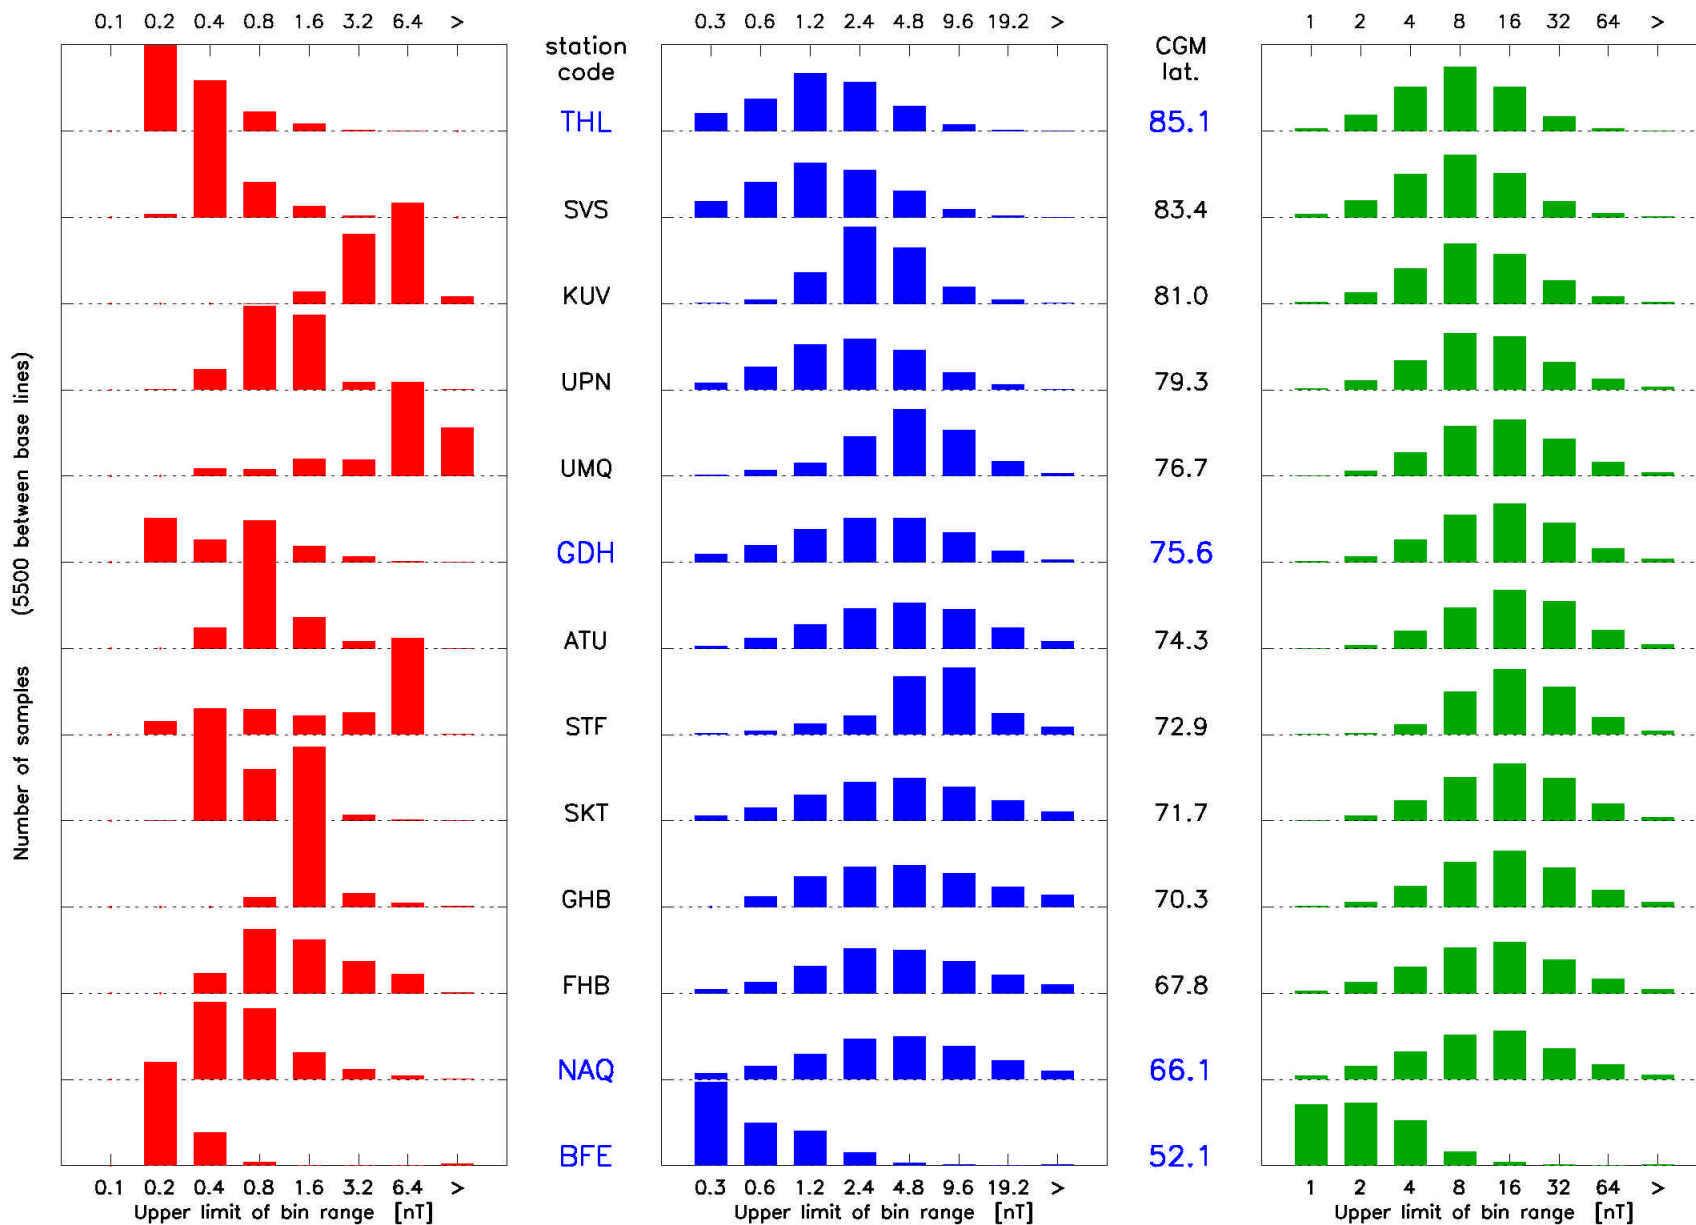 0.1 0.2 0.4 0.8 1.6 3.2 6.4 >
station
code
0.3 0.6 1.2 2.4 4.8 9.6 19.2 >
CGM
lat.
1 2 4 8 16 32 64 >
Number of samples (5500 between base lines)
THL 85.1
SVS 83.4
KUV 81.0
UPN 79.3
UMQ 76.7
GDH 75.6
ATU 74.3
STF 72.9
SKT 71.7
GHB 70.3
FHB 67.8
NAQ 66.1
BFE 52.1
0.1 0.2 0.4 0.8 1.6 3.2 6.4 >
Upper limit of bin range [nT]
0.3 0.6 1.2 2.4 4.8 9.6 19.2 >
Upper limit of bin range [nT]
1 2 4 8 16 32 64 >
Upper limit of bin range [nT]